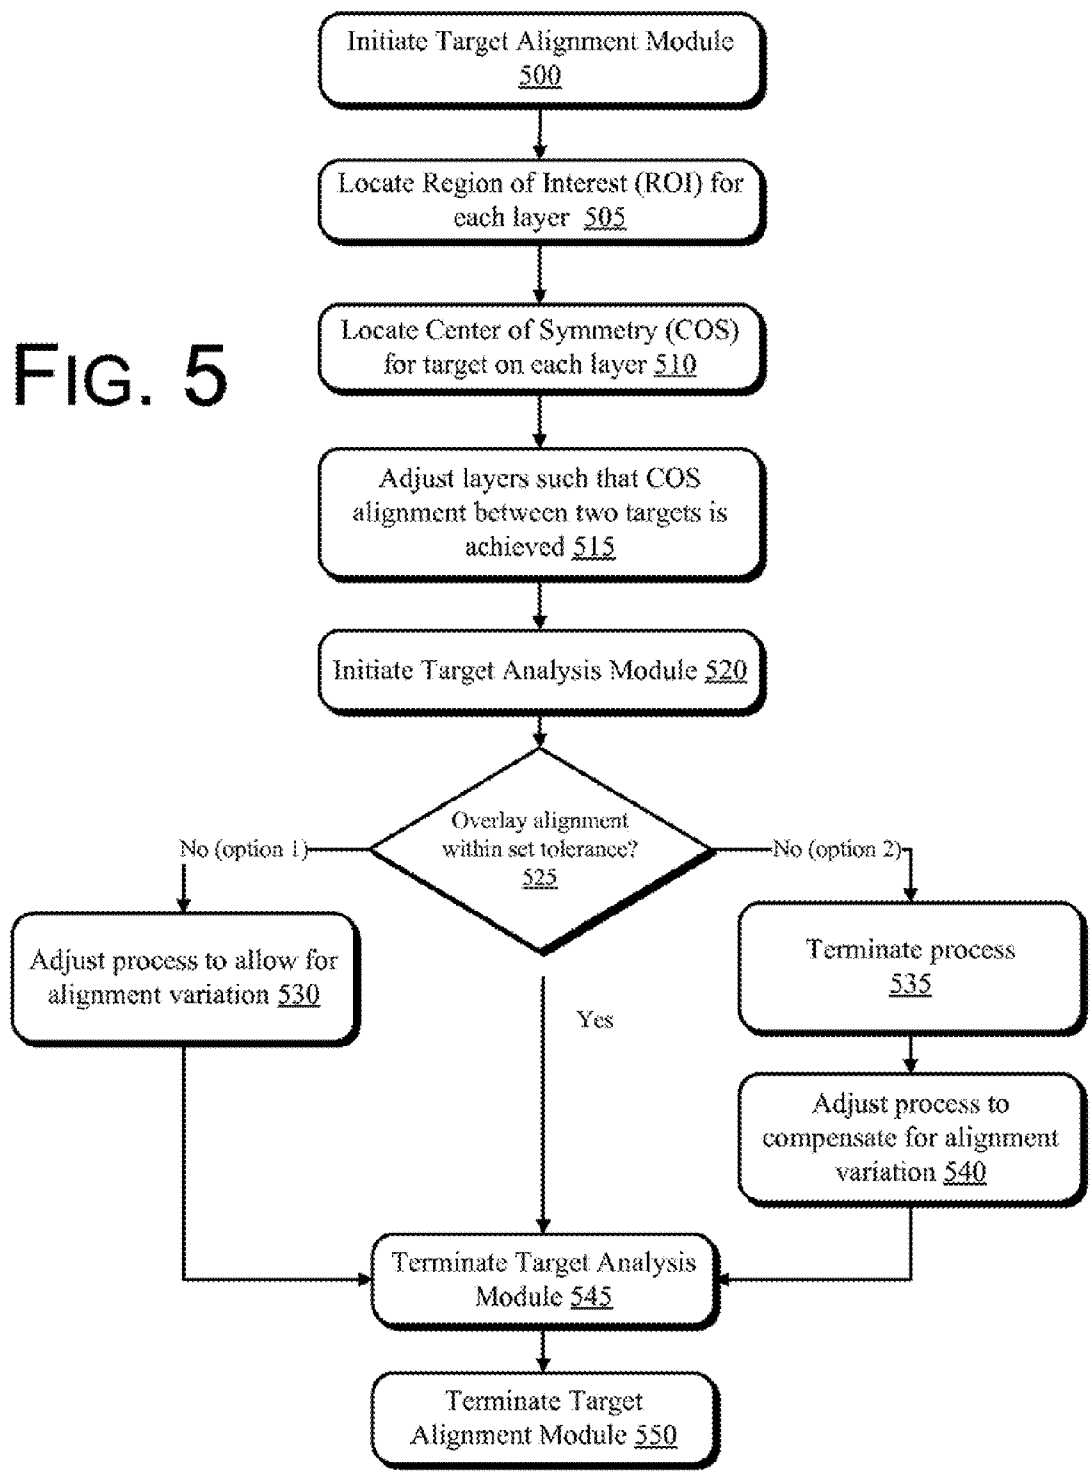 Initiate Target Alignment Module
500
Locate Region of Interest (ROI) for
each layer 505
FIG. 5
Locate Center of Symmetry (COS)
for target on each layer 510
Adjust layers such that COS
alignment between two targets is
achieved 515
Initiate Target Analysis Module 520
Overlay alignment
within set tolerance?
525
No (option 1)
No (option 2)
Adjust process to allow for
alignment variation 530
Terminate process
535
Yes
Adjust process to
compensate for alignment
variation 540
Terminate Target Analysis
Module 545
Terminate Target
Alignment Module 550